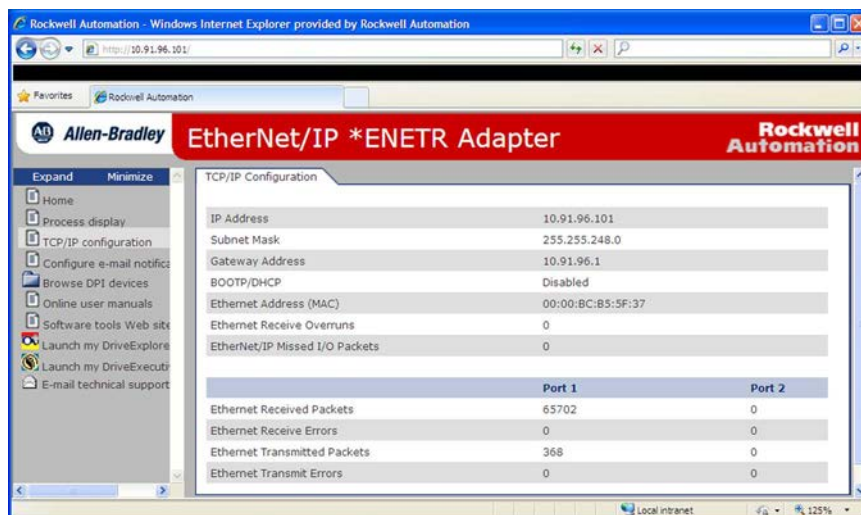 Rockwell Automation - Windows Internet Explorer provided by Rockwell Automation
http://10.91.96.101/
Favorites Rockwell Automation
AB Allen-Bradley EtherNet/IP *ENETR Adapter Rockwell Automation
Expand Minimize
Home
Process display
TCP/IP configuration
Configure e-mail notifica
Browse DPI devices
Online user manuals
Software tools Web site
Launch my DriveExplore
Launch my DriveExecuti
E-mail technical support
TCP/IP Configuration
IP Address 10.91.96.101
Subnet Mask 255.255.248.0
Gateway Address 10.91.96.1
BOOTP/DHCP Disabled
Ethernet Address (MAC) 00:00:BC:B5:5F:37
Ethernet Receive Overruns 0
EtherNet/IP Missed I/O Packets 0
Port 1 Port 2
Ethernet Received Packets 65702 0
Ethernet Receive Errors 0 0
Ethernet Transmitted Packets 368 0
Ethernet Transmit Errors 0 0
Local intranet 125%